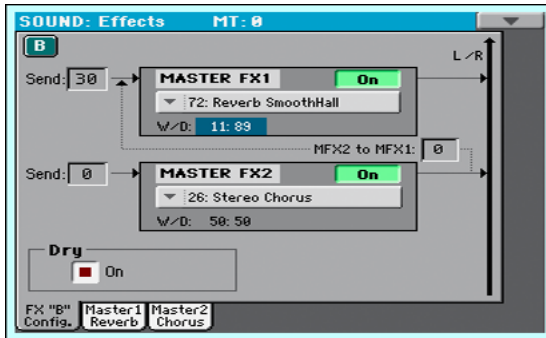 SOUND: Effects MT: 0
B
L/R
Send: 30 MASTER FX1 On
72: Reverb SmoothHall
W/D: 11:89
MFX2 to MFX1: 0
Send: 0 MASTER FX2 On
26: Stereo Chorus
W/D: 50:50
Dry
On
FX "B" Config.
Master1 Reverb
Master2 Chorus